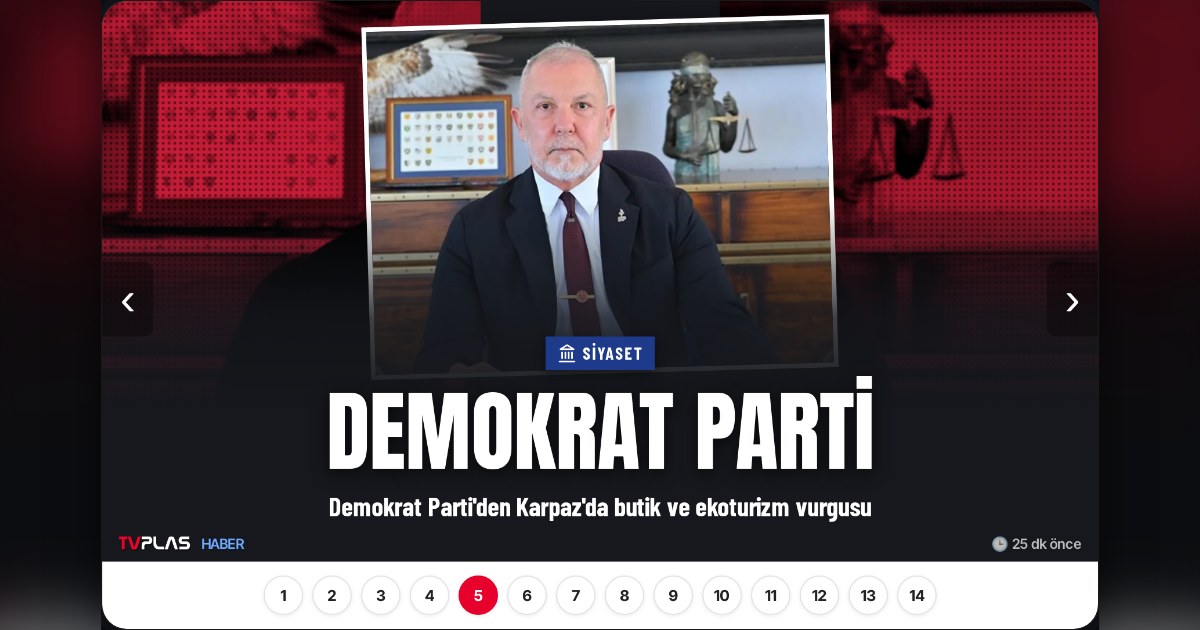 SİYASET
DEMOKRAT PARTİ
Demokrat Parti'den Karpaz'da butik ve ekoturizm vurgusu
TVPLAS HABER
25 dk önce
1 2 3 4 5 6 7 8 9 10 11 12 13 14